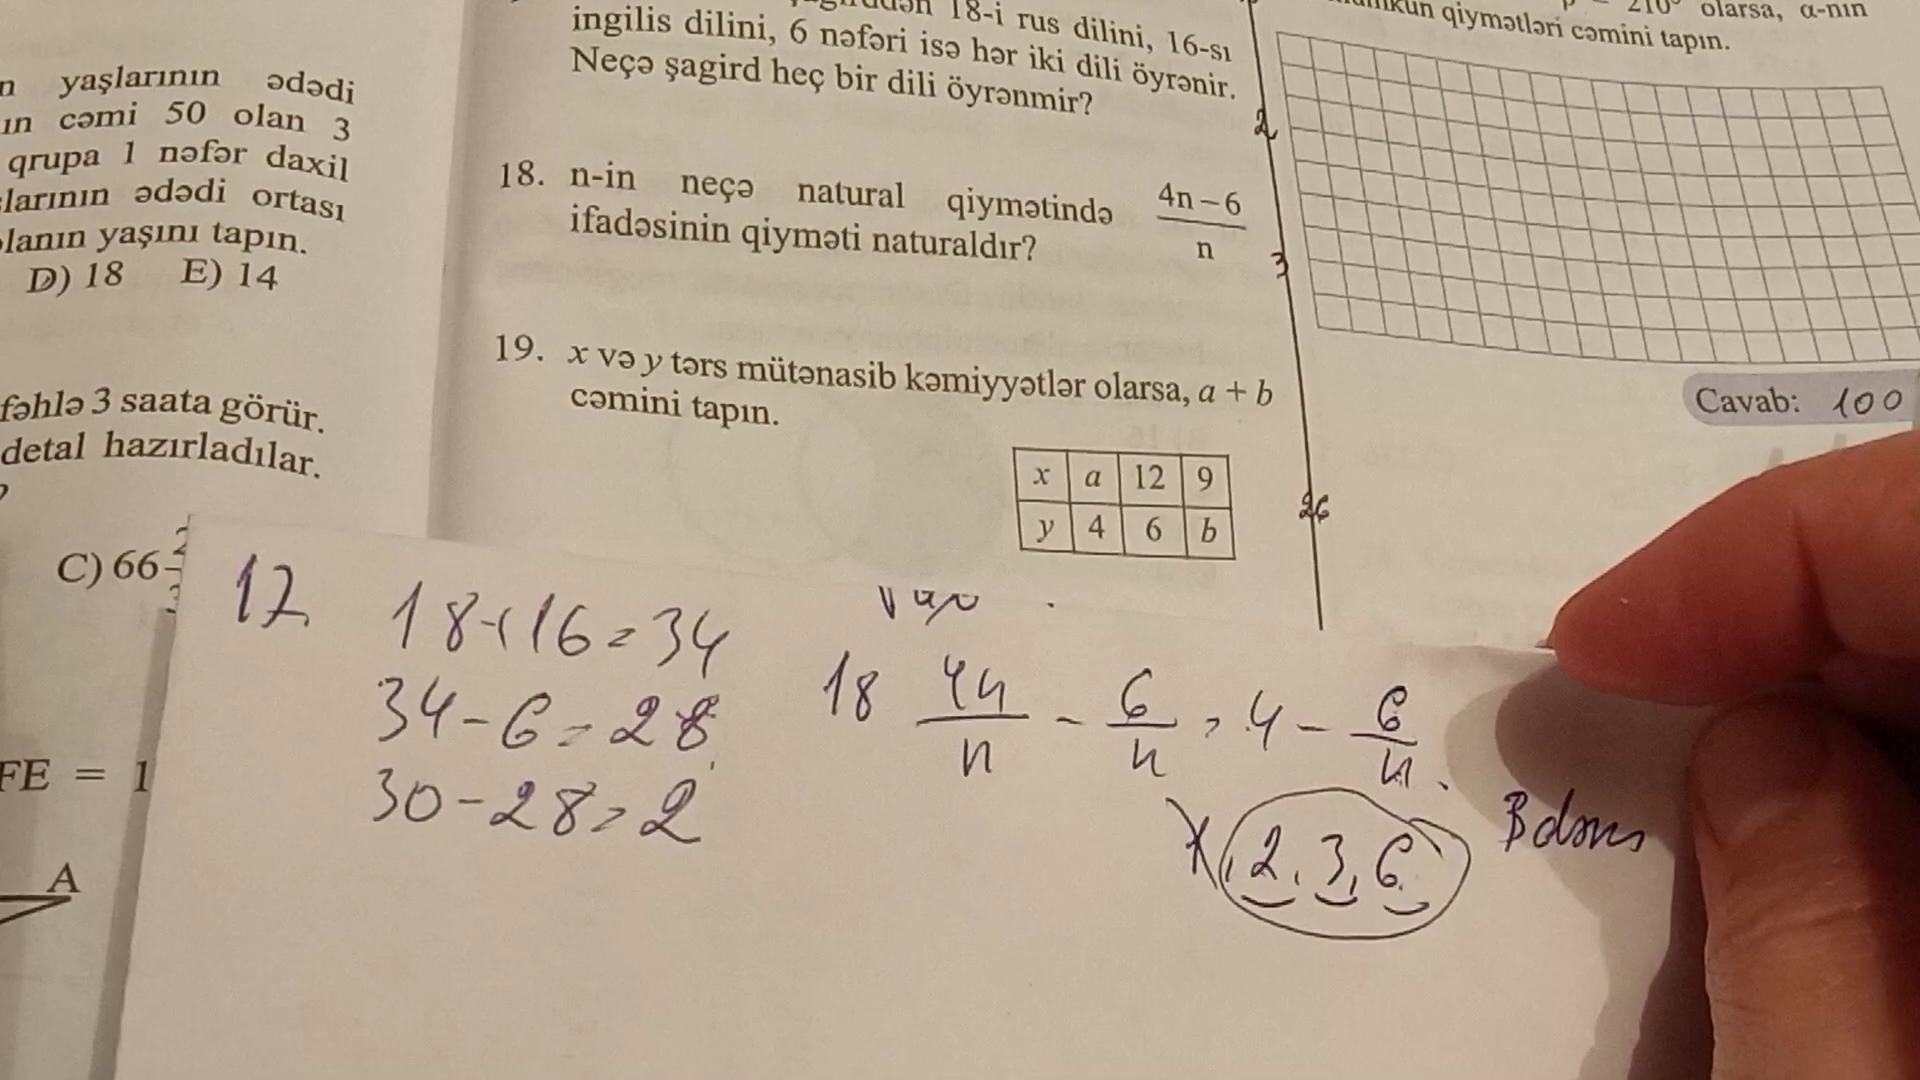 yaşlarının ədədi
ın cəmi 50 olan 3
qrupa 1 nəfər daxil
larının ədədi ortası
lanın yaşını tapın.
D) 18 E) 14
fəhlə 3 saata görür.
detal hazırladılar.
C) 66
FE = 1
A
18-i rus dilini, 16-sı
ingilis dilini, 6 nəfəri isə hər iki dili öyrənir.
Neçə şagird heç bir dili öyrənmir?
2
18. n-in neçə natural qiymətində 4n – 6 / n
ifadəsinin qiyməti naturaldır?
3
19. x və y tərs mütənasib kəmiyyətlər olarsa, a + b
cəmini tapın.
x a 12 9
y 4 6 b
26
210° olarsa, α-nın
qiymətləri cəmini tapın.
Cavab: 100
17 18+16=34
34-6=28
30-28=2
18 4n/n - 6/n = 4 - 6/n
1, 2, 3, 6